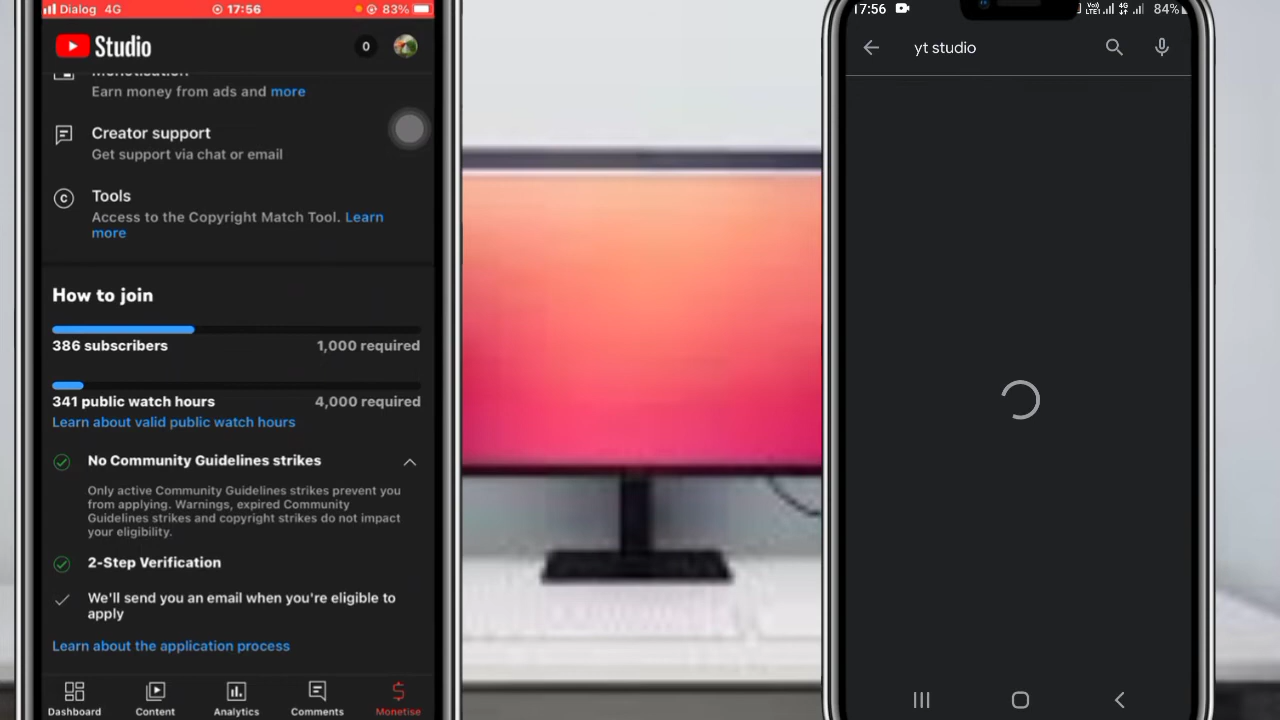 Dialog 4G 17:56 83%
Studio 0
Monetisation
Earn money from ads and more
Creator support
Get support via chat or email
Tools
Access to the Copyright Match Tool. Learn
more
How to join
386 subscribers 1,000 required
341 public watch hours 4,000 required
Learn about valid public watch hours
No Community Guidelines strikes
Only active Community Guidelines strikes prevent you
from applying. Warnings, expired Community
Guidelines strikes and copyright strikes do not impact
your eligibility.
2-Step Verification
We'll send you an email when you're eligible to
apply
Learn about the application process
Dashboard Content Analytics Comments Monetise
17:56 84%
yt studio